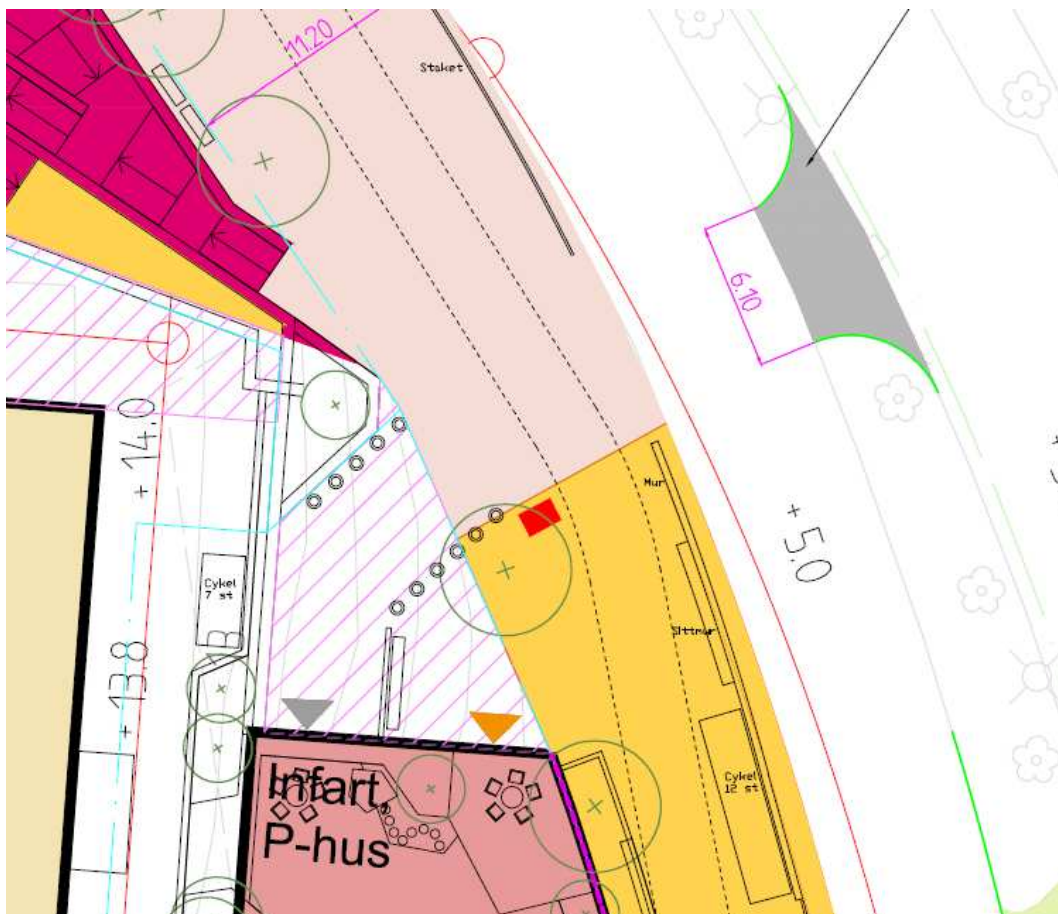 11.20
Staket
6.10
+ 14.0
Mur
+ 5.0
Cykel
7 st
Sittmur
+ 13.8
Cykel
12 st
Infart,
P-hus